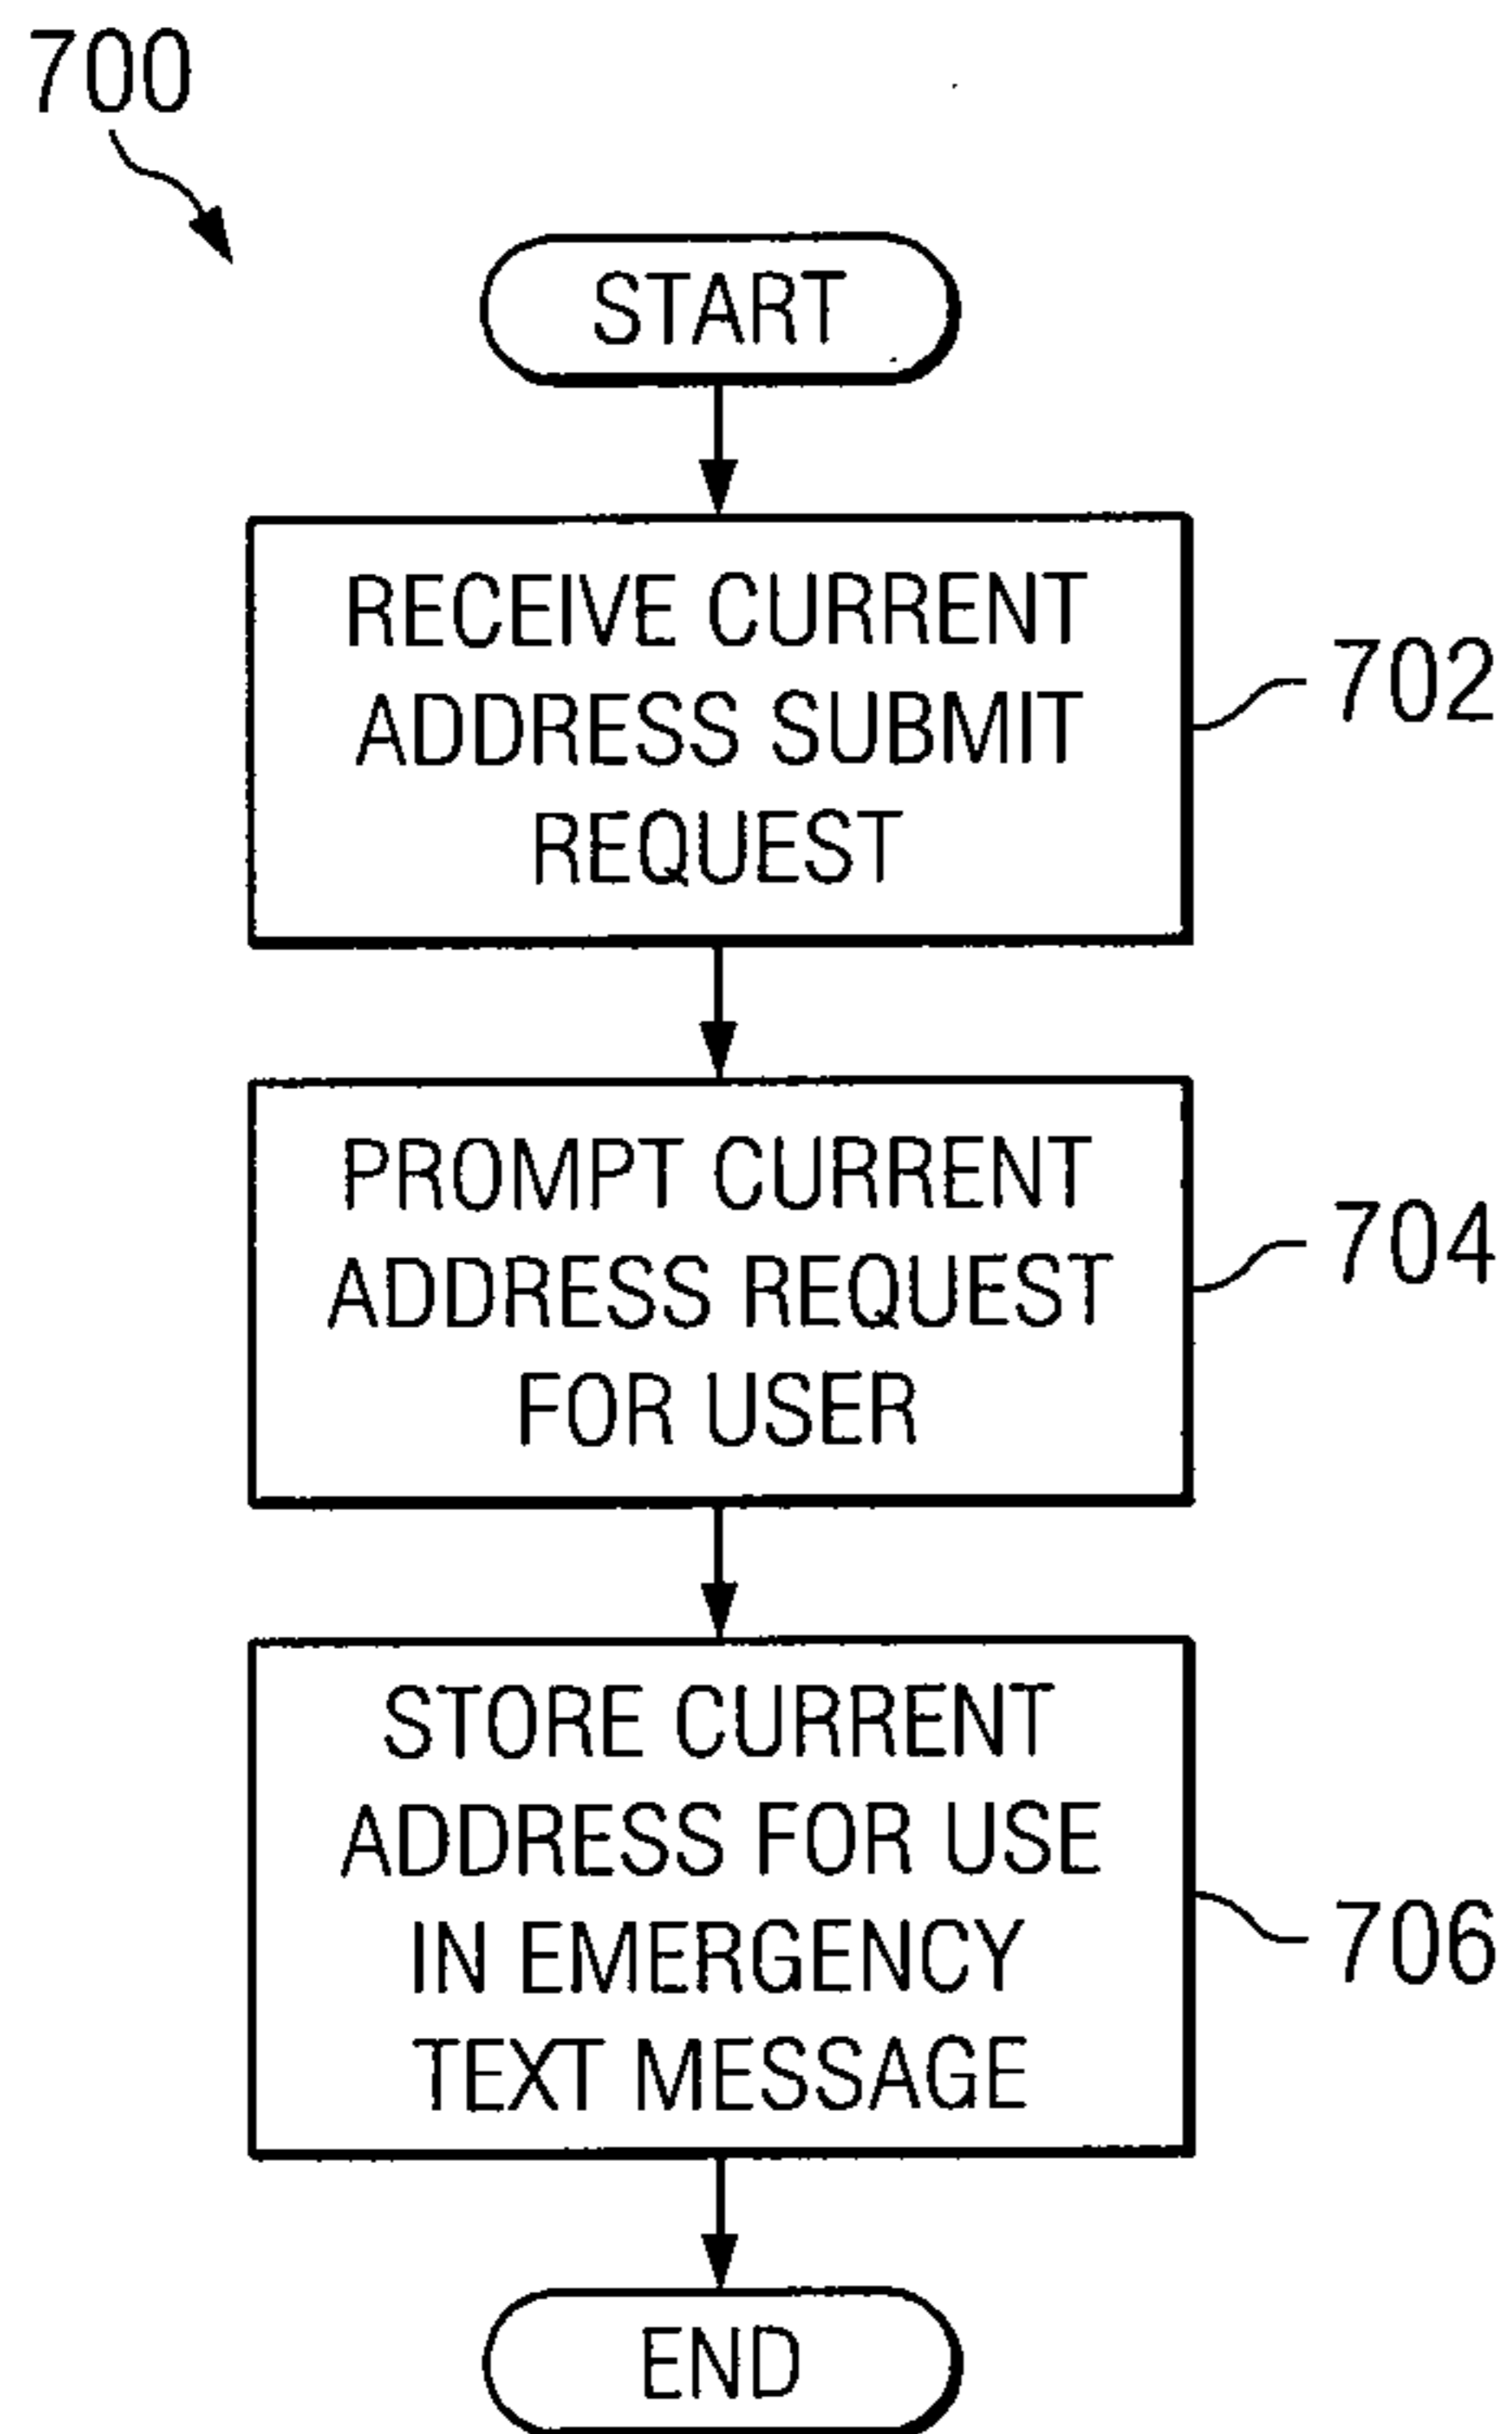 700
START
RECEIVE CURRENT
ADDRESS SUBMIT
REQUEST
702
PROMPT CURRENT
ADDRESS REQUEST
FOR USER
704
STORE CURRENT
ADDRESS FOR USE
IN EMERGENCY
TEXT MESSAGE
706
END